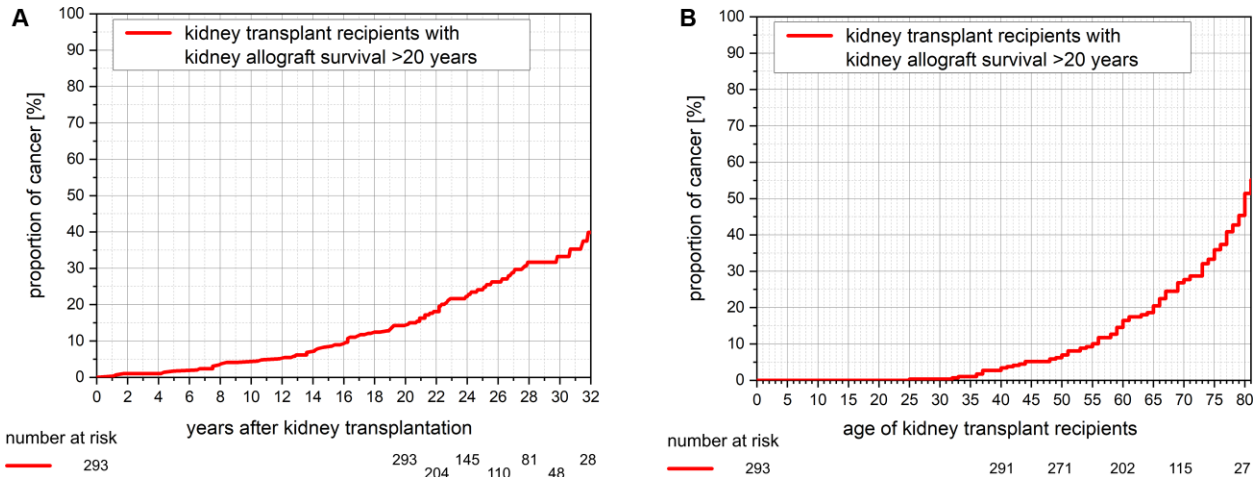 A
kidney transplant recipients with
kidney allograft survival >20 years
proportion of cancer [%]
100
90
80
70
60
50
40
30
20
10
0
0 2 4 6 8 10 12 14 16 18 20 22 24 26 28 30 32
years after kidney transplantation
number at risk
293 293 204 145 110 81 48 28
B
kidney transplant recipients with
kidney allograft survival >20 years
proportion of cancer [%]
100
90
80
70
60
50
40
30
20
10
0
0 5 10 15 20 25 30 35 40 45 50 55 60 65 70 75 80
age of kidney transplant recipients
number at risk
293 291 271 202 115 27